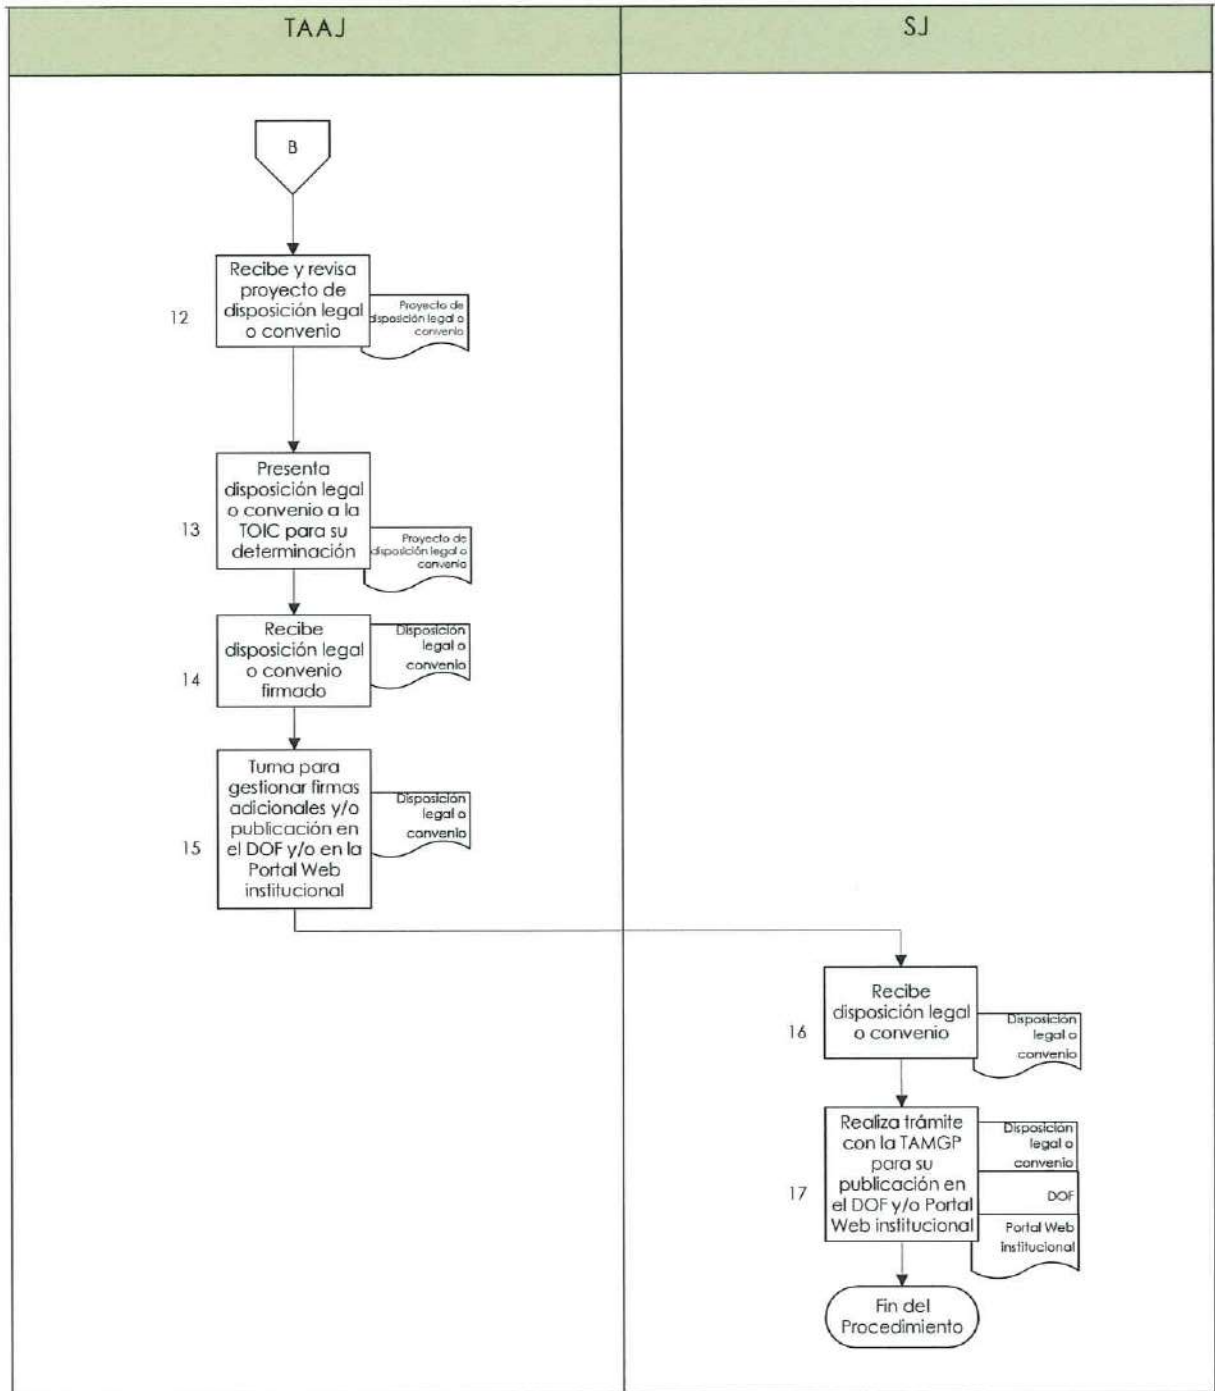 TAAJ
SJ
B
12
Recibe y revisa
proyecto de
disposición legal
o convenio
Proyecto de
disposición legal o
convenio
13
Presenta
disposición legal
o convenio a la
TOIC para su
determinación
Proyecto de
disposición legal o
convenio
14
Recibe
disposición legal
o convenio
firmado
Disposición
legal o
convenio
15
Turna para
gestionar firmas
adicionales y/o
publicación en
el DOF y/o en la
Portal Web
institucional
Disposición
legal o
convenio
16
Recibe
disposición legal
o convenio
Disposición
legal o
convenio
17
Realiza trámite
con la TAMGP
para su
publicación en
el DOF y/o Portal
Web institucional
Disposición
legal o
convenio
DOF
Portal Web
institucional
Fin del
Procedimiento